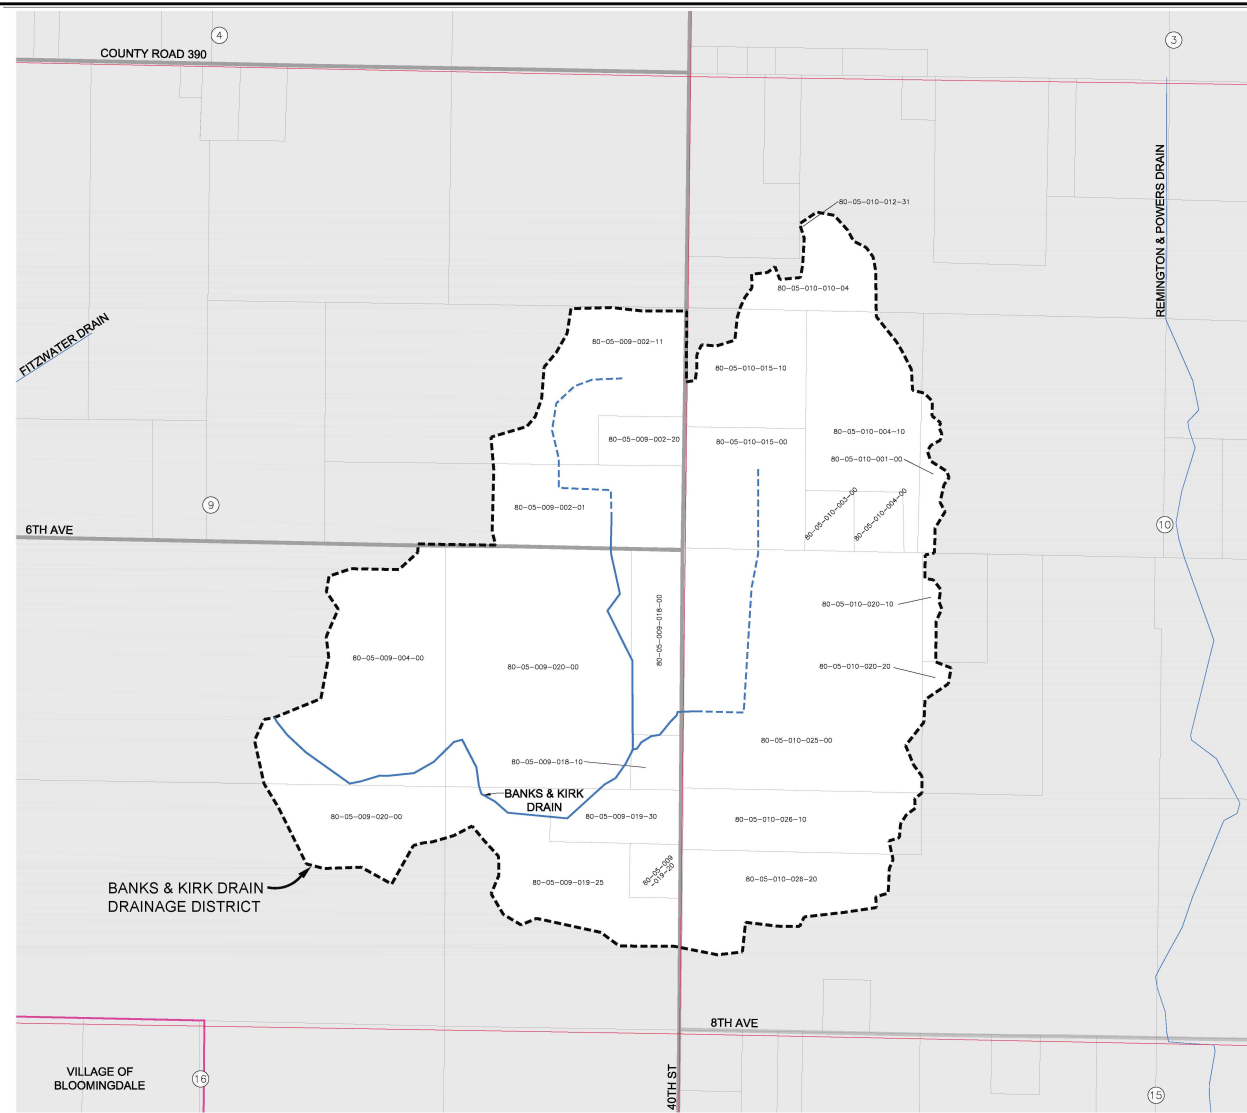 4
3
COUNTY ROAD 390
REMINGTON & POWERS DRAIN
80-05-010-012-31
80-05-010-010-04
FITZWATER DRAIN
80-05-009-002-11
80-05-010-015-10
80-05-009-002-20
80-05-010-015-00
80-05-010-004-10
80-05-010-001-00
80-05-010-003-00
80-05-010-004-00
9
80-05-009-002-01
10
6TH AVE
80-05-009-018-00
80-05-010-020-10
80-05-009-004-00
80-05-009-020-00
80-05-010-020-20
80-05-010-025-00
80-05-009-018-10
BANKS & KIRK
DRAIN
80-05-009-020-00
80-05-009-019-30
80-05-010-026-10
80-05-009
-019-20
80-05-009-019-25
80-05-010-026-20
BANKS & KIRK DRAIN
DRAINAGE DISTRICT
8TH AVE
VILLAGE OF
BLOOMINGDALE
16
40TH ST
15